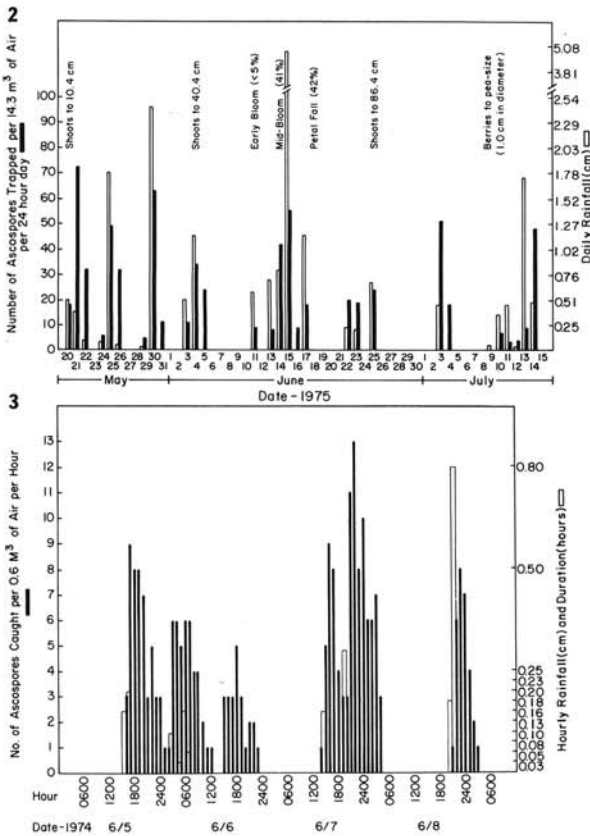 2
Number of Ascospores Trapped per 14.3 m³ of Air
per 24 hour day
100
90
80
70
60
50
40
30
20
10
0
Shoots to 10.4 cm
Shoots to 40.4 cm
Early Bloom (<5%)
Mid-Bloom (41%)
Petal Fall (42%)
Shoots to 86.4 cm
Berries to pea-size
(1.0 cm in diameter)
5.08
3.81
2.54
2.29
2.03
1.78
1.52
1.27
1.02
0.76
0.51
0.25
Daily Rainfall (cm)
20 22 24 26 29 30 1 3 4 5 7 9 11 13 15 17 19 21 22 25 27 29 1 3 5 7 9 11 13 15
21 23 25 27 28 31 2 4 6 8 10 12 14 16 18 20 23 24 26 28 30 2 4 6 8 10 12 14
May June July
Date-1975
3
No. of Ascospores Caught per 0.6 M³ of Air per Hour
13
12
11
10
9
8
7
6
5
4
3
2
1
0
0.80
0.50
0.25
0.23
0.20
0.18
0.16
0.13
0.10
0.08
0.05
0.03
Hourly Rainfall (cm) and Duration (hours)
Hour 0600 1200 1800 2400 0600 1200 1800 2400 0600 1200 1800 2400 0600 1200 1800 2400 0600
Date-1974 6/5 6/6 6/7 6/8